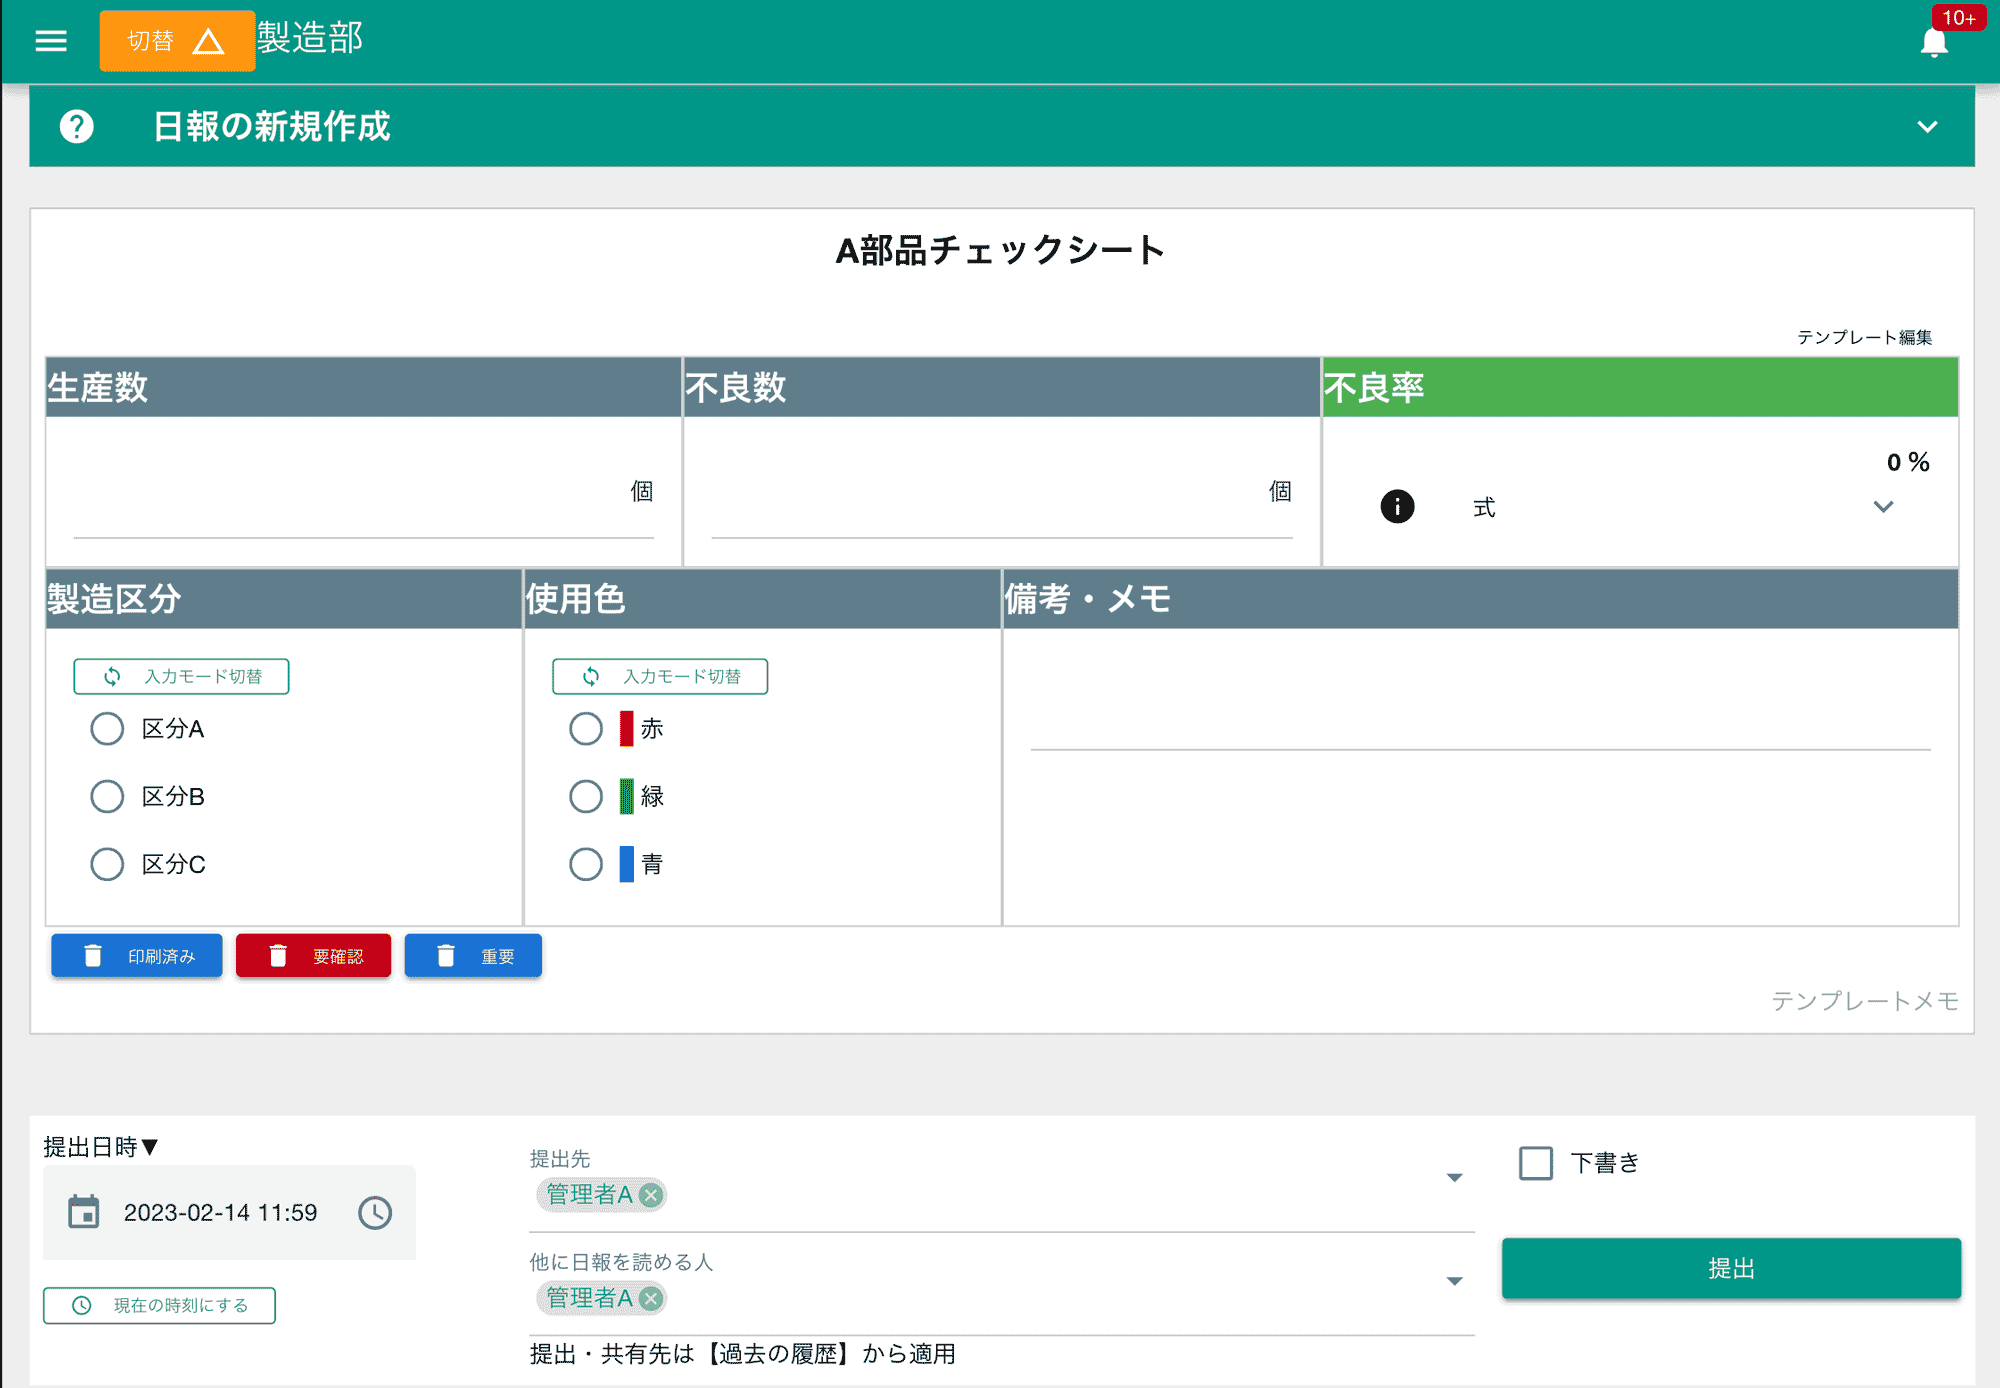 切替 製造部 10+
日報の新規作成
A部品チェックシート
テンプレート編集
生産数 不良数 不良率
0 %
個 個 式
製造区分 使用色 備考・メモ
入力モード切替 入力モード切替
区分A 赤
区分B 緑
区分C 青
印刷済み 要確認 重要
テンプレートメモ
提出日時▼
2023-02-14 11:59
現在の時刻にする
提出先
管理者A
他に日報を読める人
管理者A
提出・共有先は【過去の履歴】から適用
下書き
提出